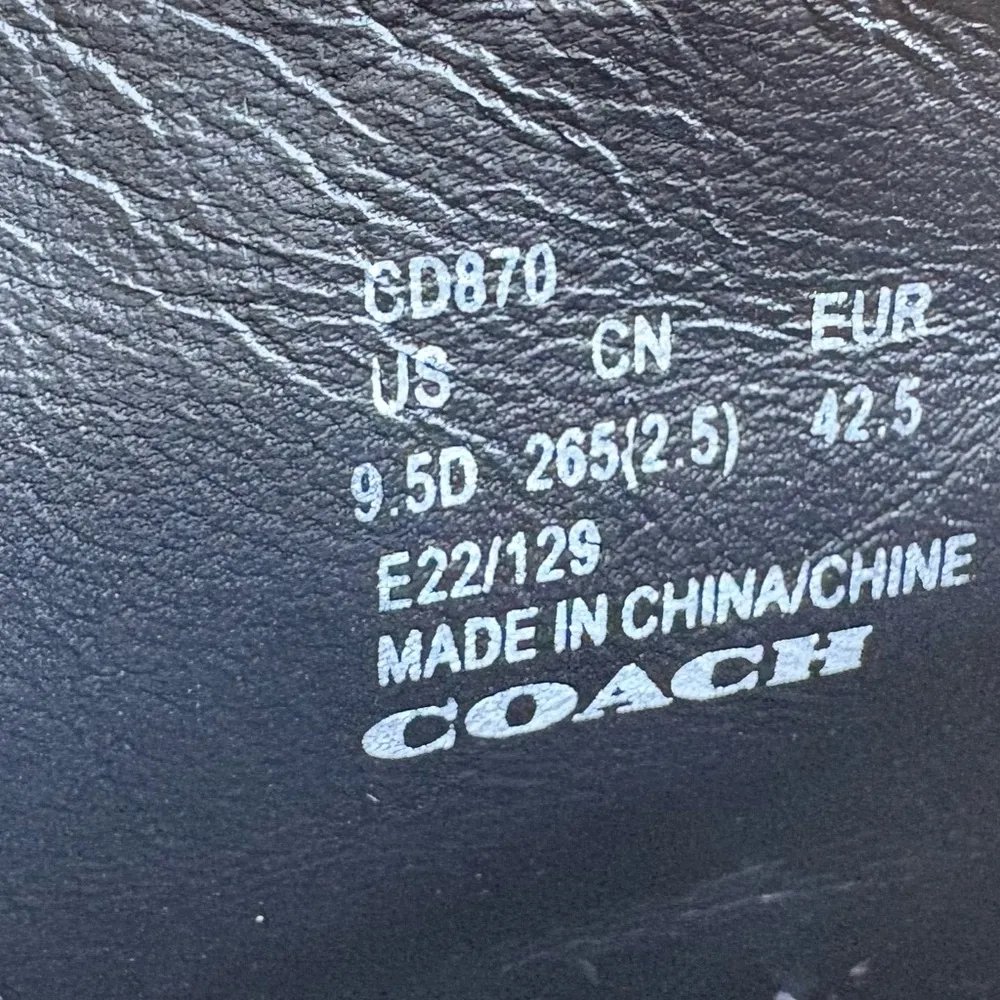 CD870
US CN EUR
9.5D 265(2.5) 42.5
E22/129
MADE IN CHINA/CHINE
COACH